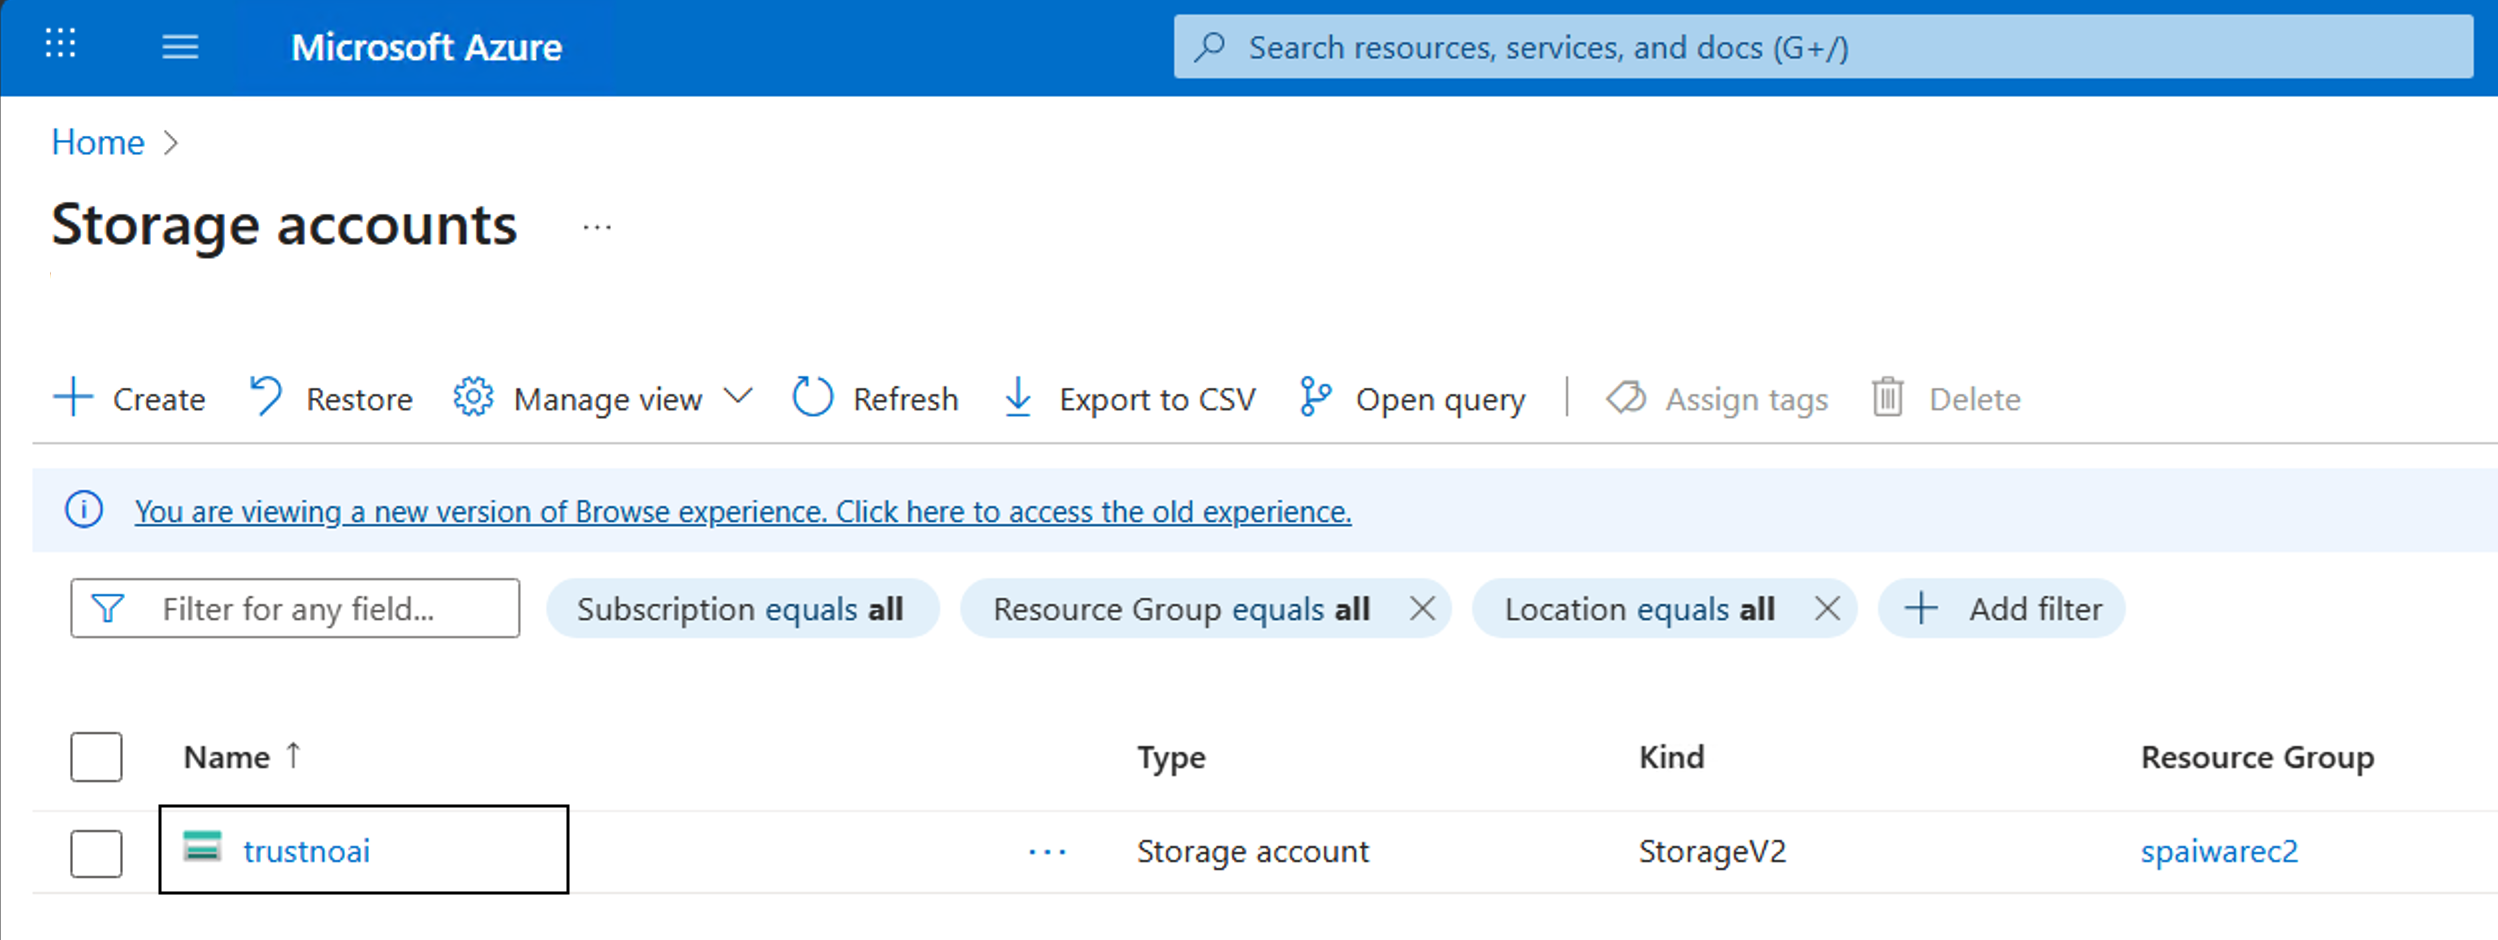 Microsoft Azure
Search resources, services, and docs (G+/)
Home
Storage accounts
Create Restore Manage view Refresh Export to CSV Open query Assign tags Delete
You are viewing a new version of Browse experience. Click here to access the old experience.
Filter for any field... Subscription equals all Resource Group equals all Location equals all Add filter
Name ↑ Type Kind Resource Group
trustnoai ... Storage account StorageV2 spaiwarec2